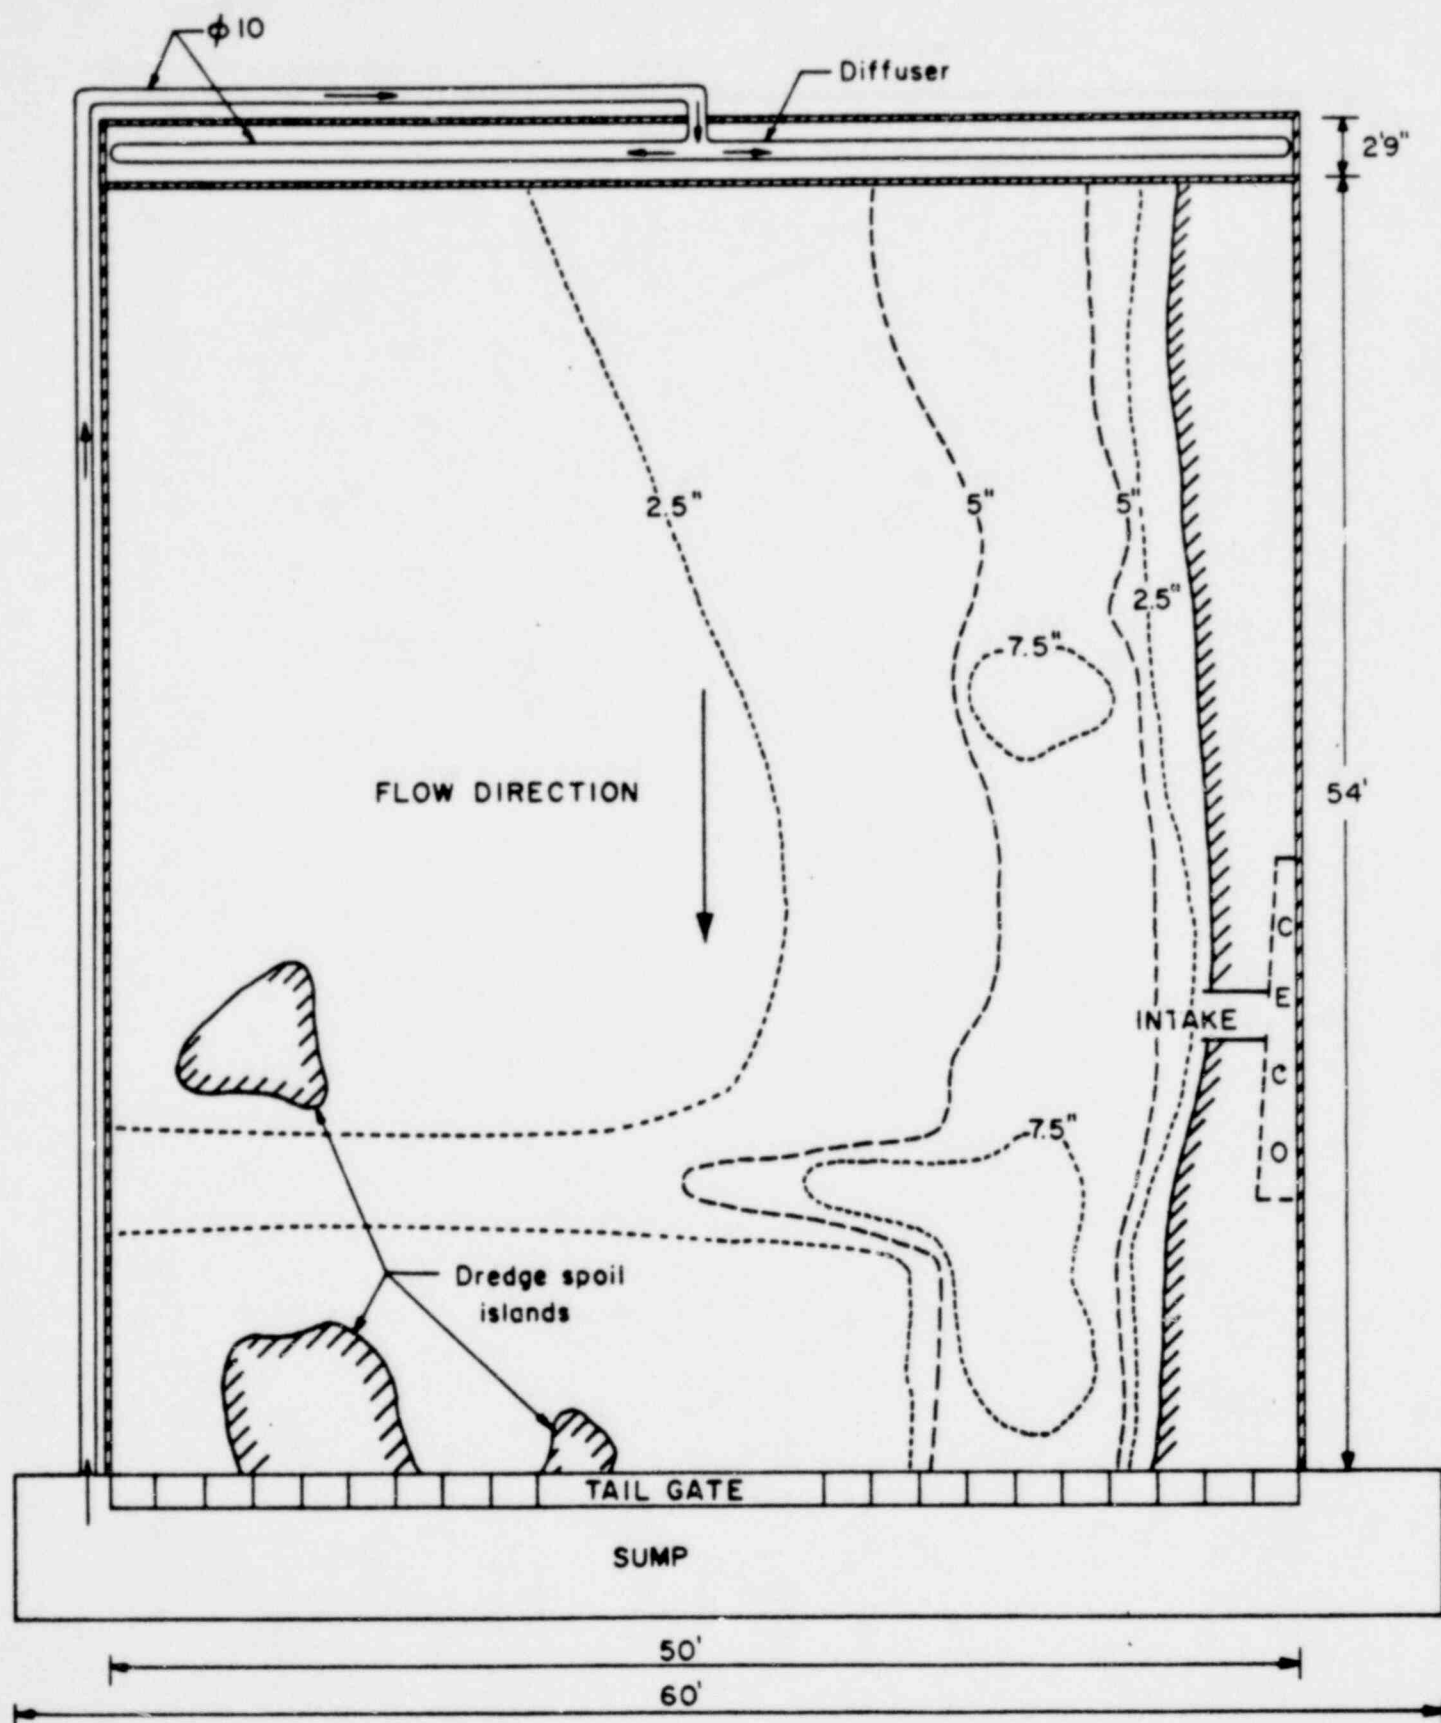 ϕ 10
Diffuser
2'9"
2.5"
5"
5"
2.5"
7.5"
FLOW DIRECTION
54'
C
E
INTAKE
C
O
7.5"
Dredge spoil
islands
TAIL GATE
SUMP
50'
60'